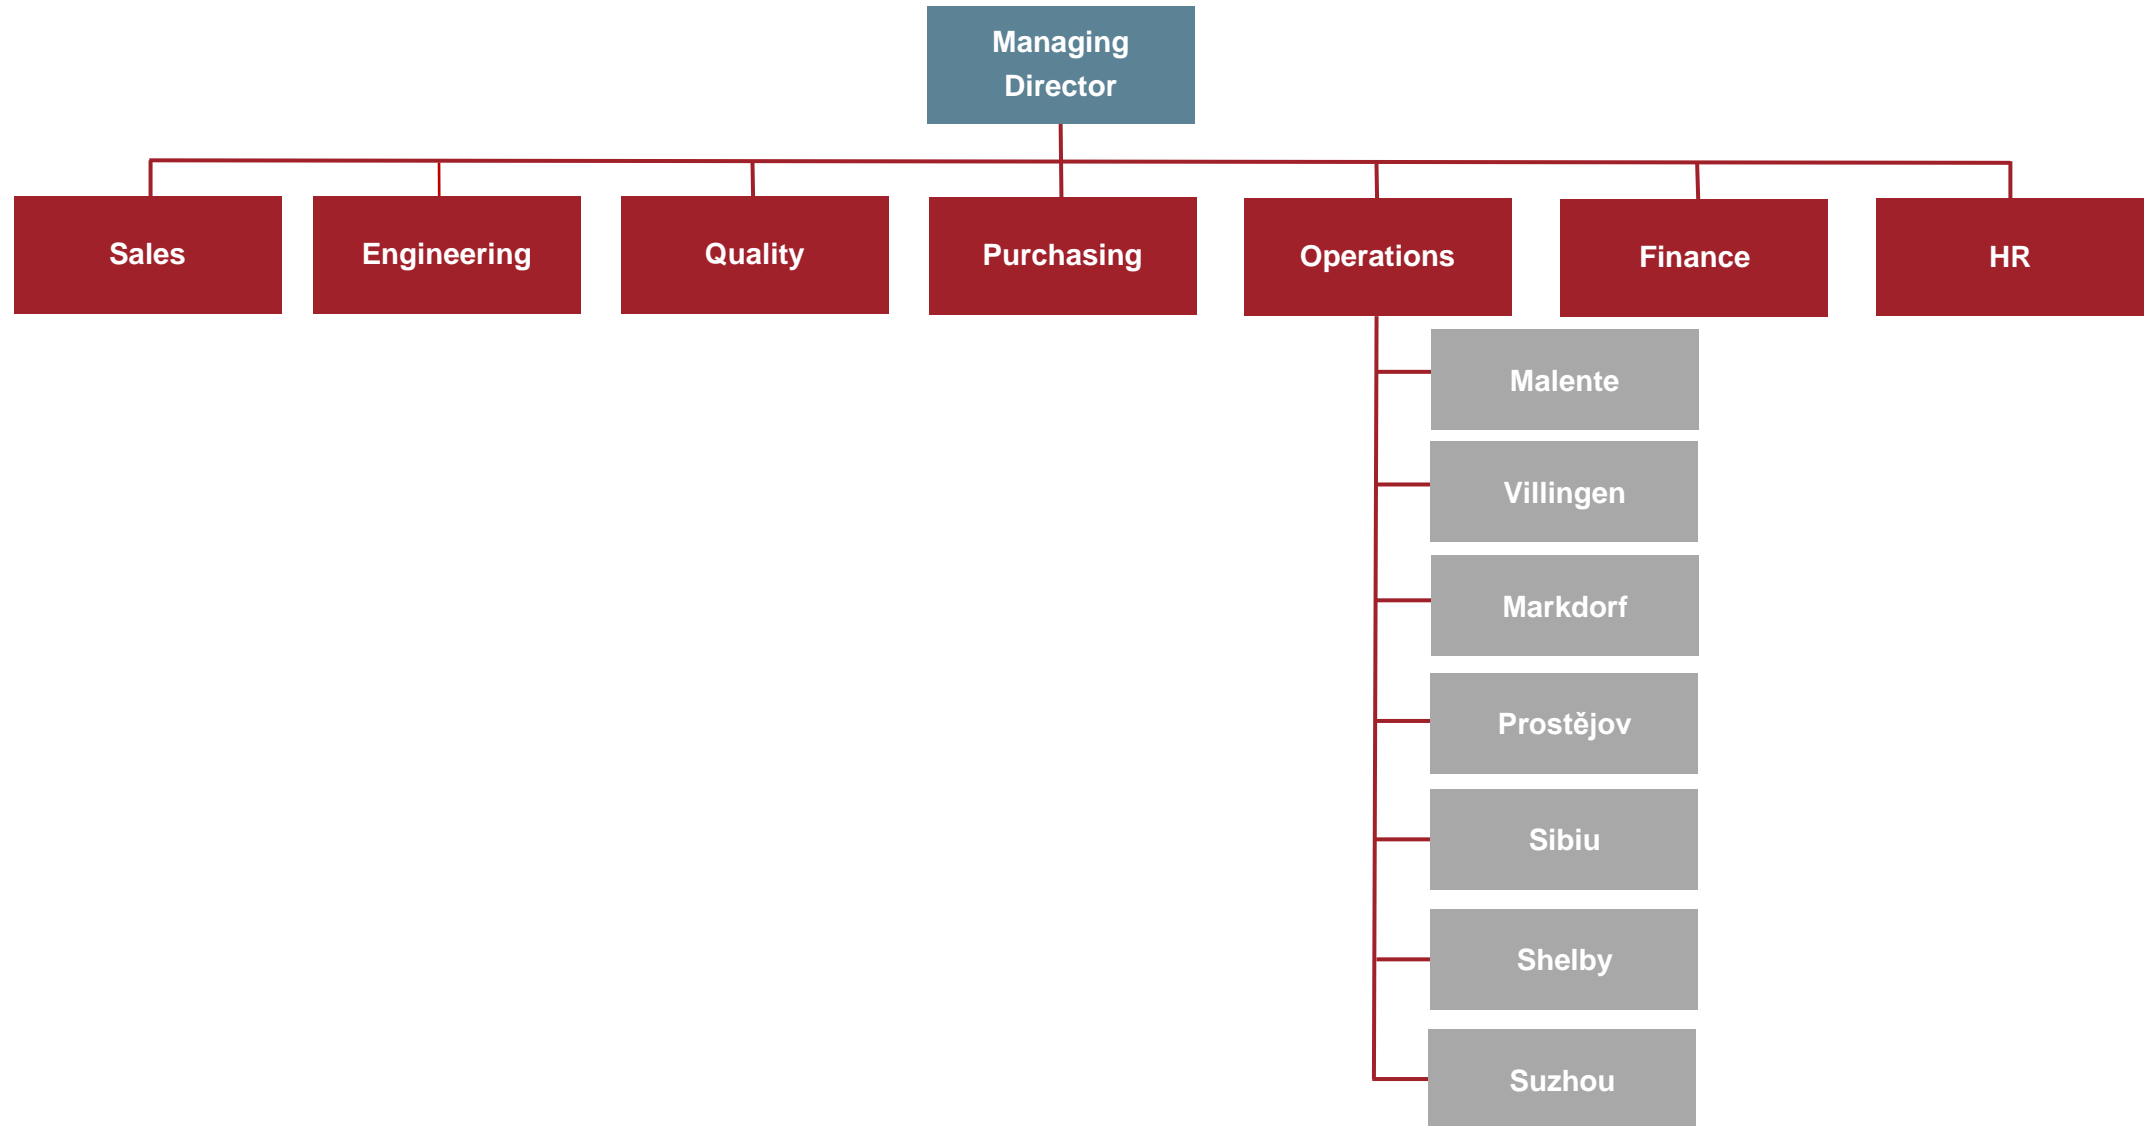 Managing
Director
Sales
Engineering
Quality
Purchasing
Operations
Finance
HR
Malente
Villingen
Markdorf
Prostějov
Sibiu
Shelby
Suzhou